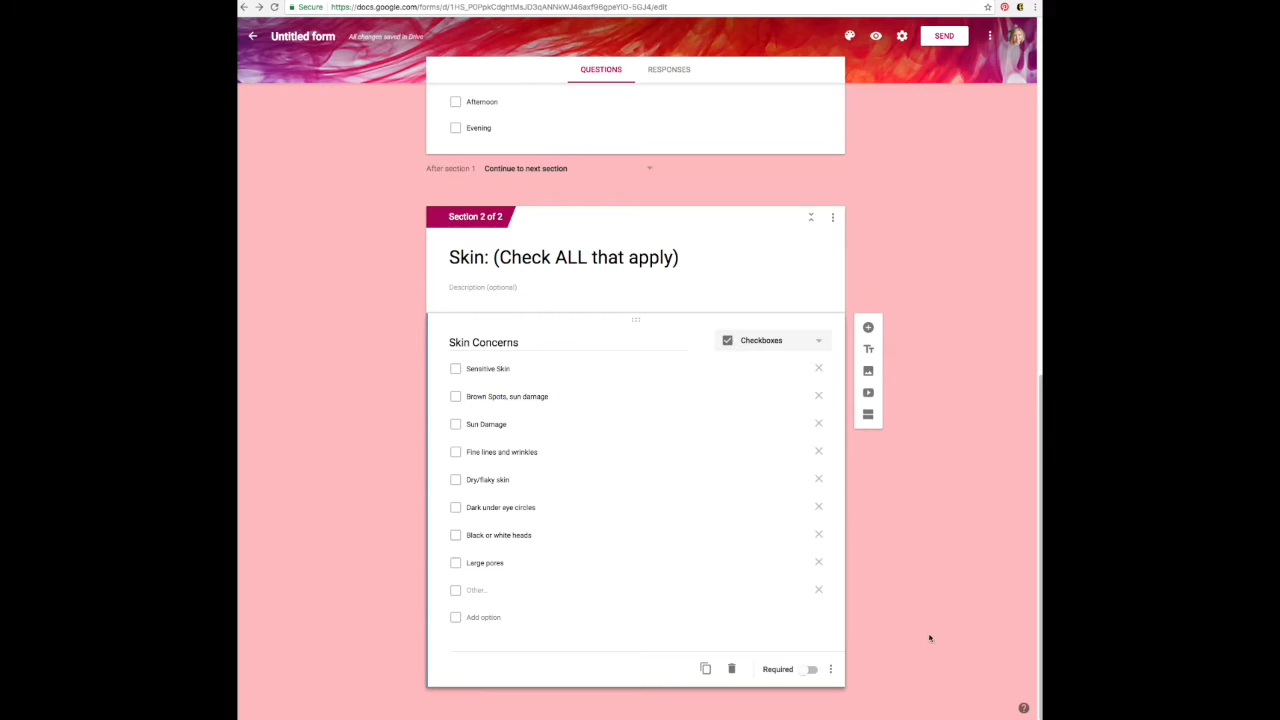 Secure https://docs.google.com/forms/d/1HS_P0PpkCdghtMsJD3qANNkWJ46axf96gpeYlO-5GJ4/edit
Untitled form All changes saved in Drive SEND
QUESTIONS RESPONSES
Afternoon
Evening
After section 1 Continue to next section
Section 2 of 2
Skin: (Check ALL that apply)
Description (optional)
Skin Concerns Checkboxes
Sensitive Skin
Brown Spots, sun damage
Sun Damage
Fine lines and wrinkles
Dry/flaky skin
Dark under eye circles
Black or white heads
Large pores
Other...
Add option
Required